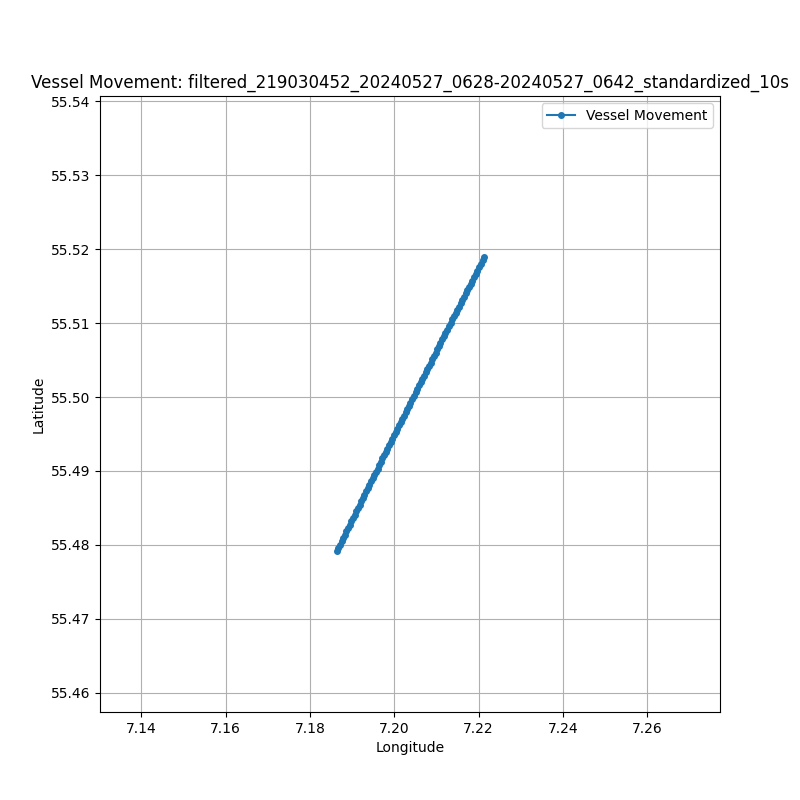 Vessel Movement: filtered_219030452_20240527_0628-20240527_0642_standardized_10s
Vessel Movement
55.54
55.53
55.52
55.51
55.50
55.49
55.48
55.47
55.46
Latitude
7.14 7.16 7.18 7.20 7.22 7.24 7.26
Longitude